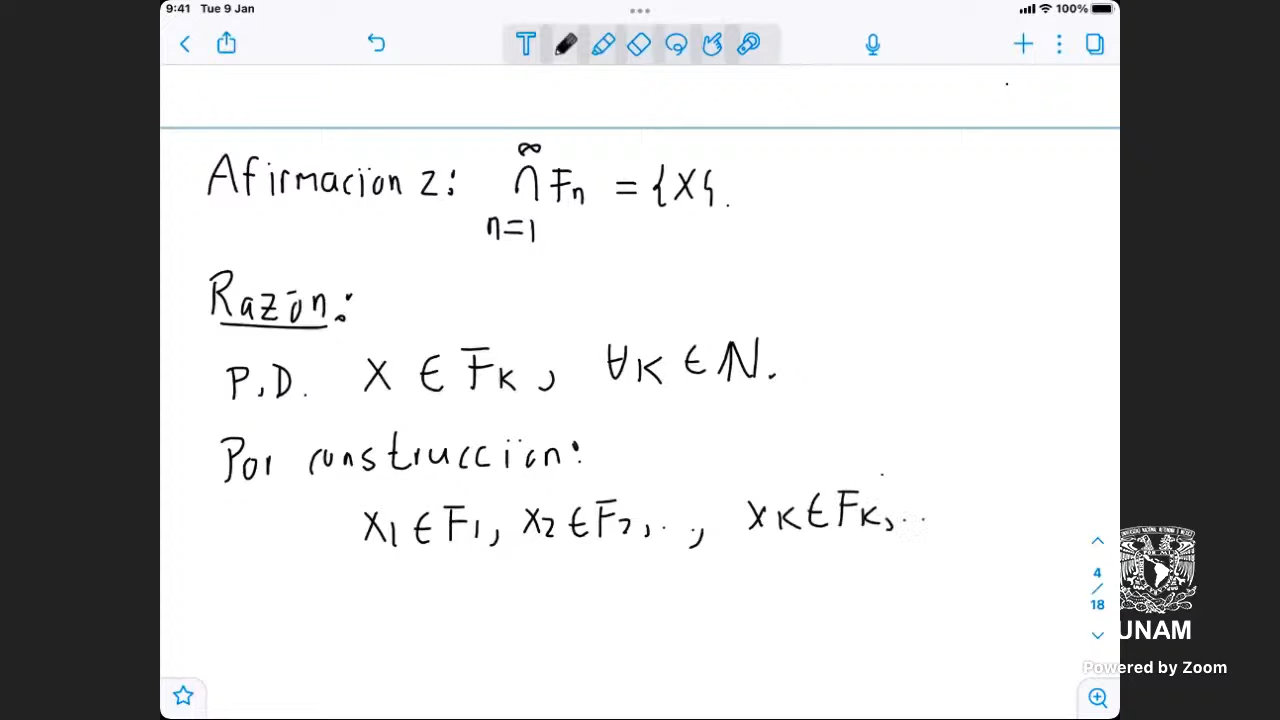 9:41 Tue 9 Jan 100%
Afirmacion 2: ∞ ∩ n=1 Fn = {x}.
Razón:
P.D. x ∈ Fk, ∀k ∈ ℕ.
Por construcción:
x1 ∈ F1, x2 ∈ F2, .., xk ∈ Fk, ..
4
/
18
UNAM
Powered by Zoom